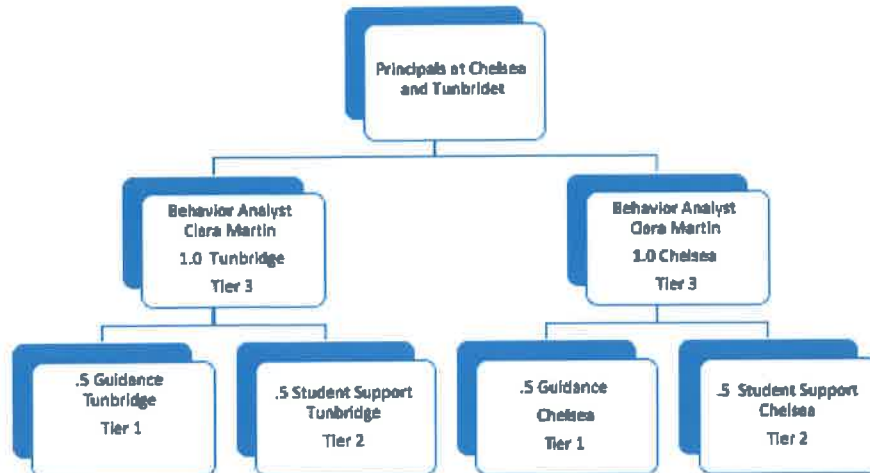 Principals at Chelsea
and Tunbridet
Behavior Analyst
Clara Martin
1.0 Tunbridge
Tier 3
Behavior Analyst
Clara Martin
1.0 Chelsea
Tier 3
.5 Guidance
Tunbridge
Tier 1
.5 Student Support
Tunbridge
Tier 2
.5 Guidance
Chelsea
Tier 1
.5 Student Support
Chelsea
Tier 2